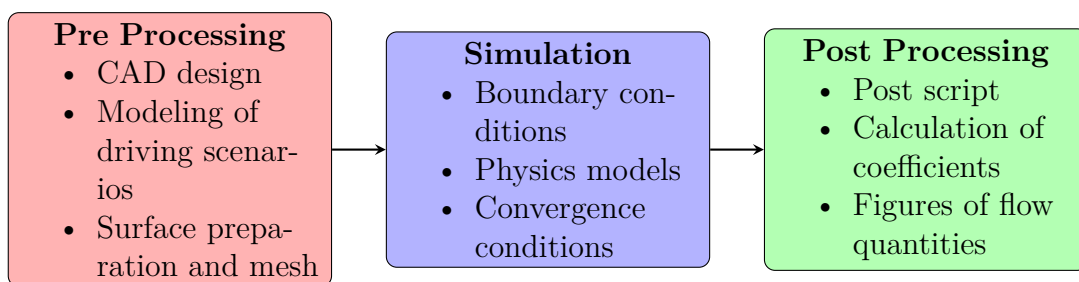 Pre Processing
• CAD design
• Modeling of
driving scenar-
ios
• Surface prepa-
ration and mesh
Simulation
• Boundary con-
ditions
• Physics models
• Convergence
conditions
Post Processing
• Post script
• Calculation of
coefficients
• Figures of flow
quantities